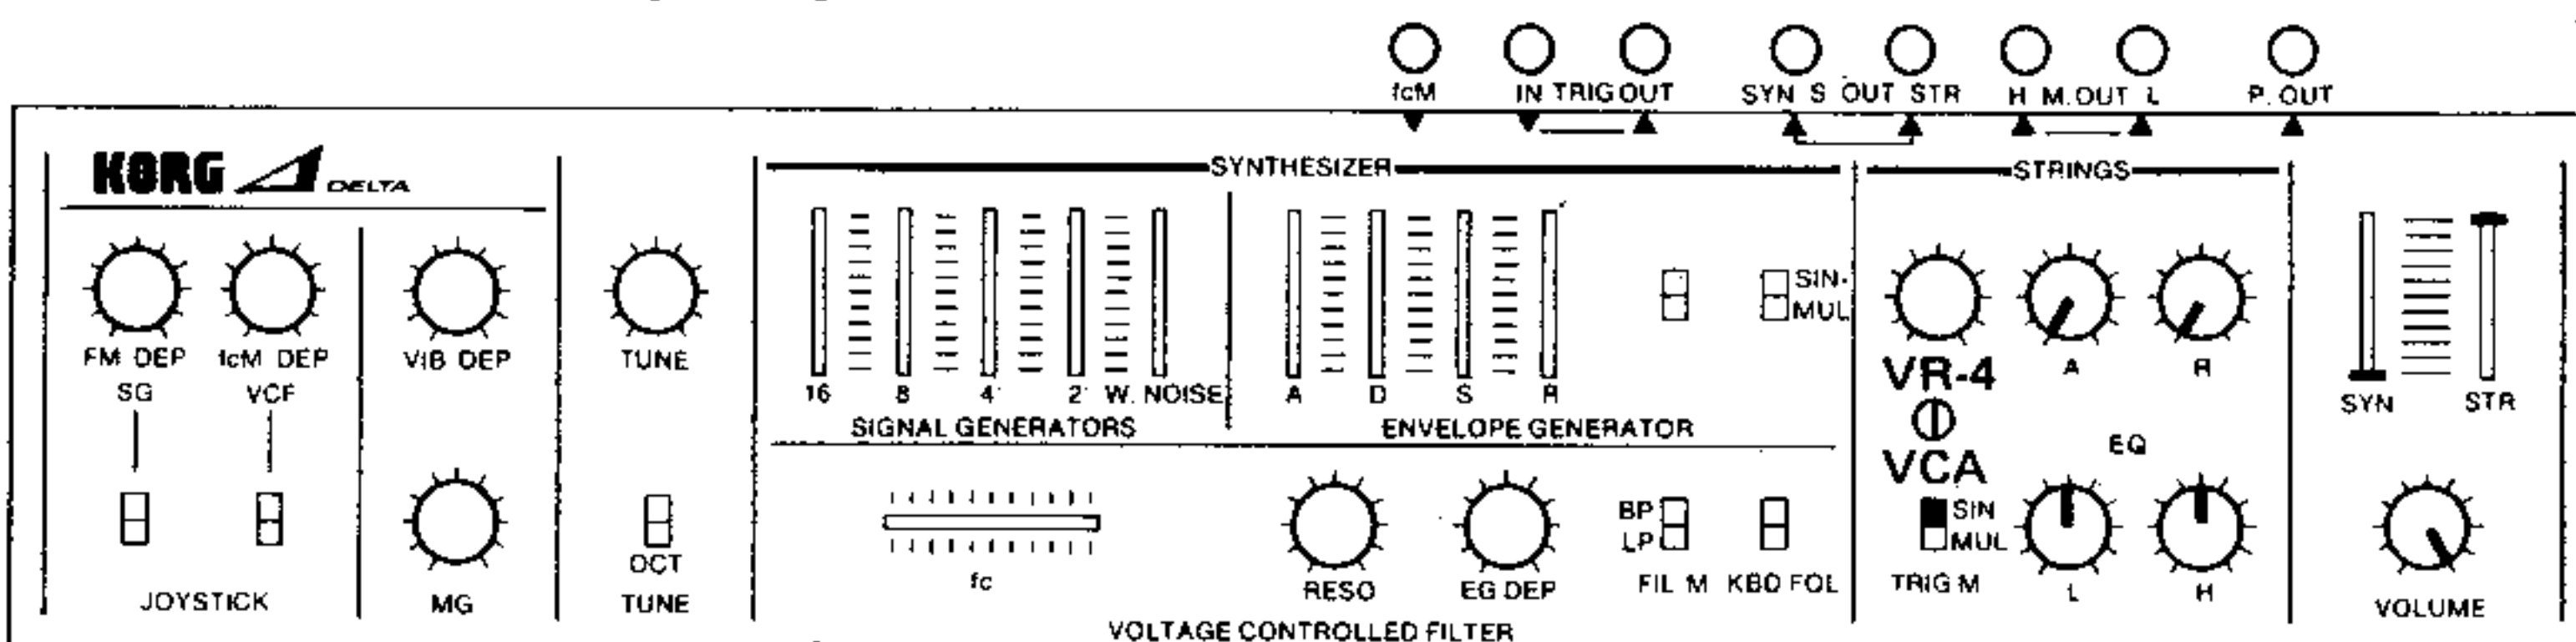 fcM IN TRIG OUT SYN S OUT STR H M.OUT L P. OUT
KORG DELTA
SYNTHESIZER
STRINGS
SIN
MUL
FM DEP fcM DEP VIB DEP TUNE
SG VCF
16 8 4' 2' W. NOISE A D S R
VR-4 A R
SYN STR
SIGNAL GENERATORS ENVELOPE GENERATOR
EQ
VCA
BP
LP
SIN
MUL
OCT
fc RESO EG DEP FIL M KBD FOL TRIG M L H
JOYSTICK MG TUNE VOLUME
VOLTAGE CONTROLLED FILTER